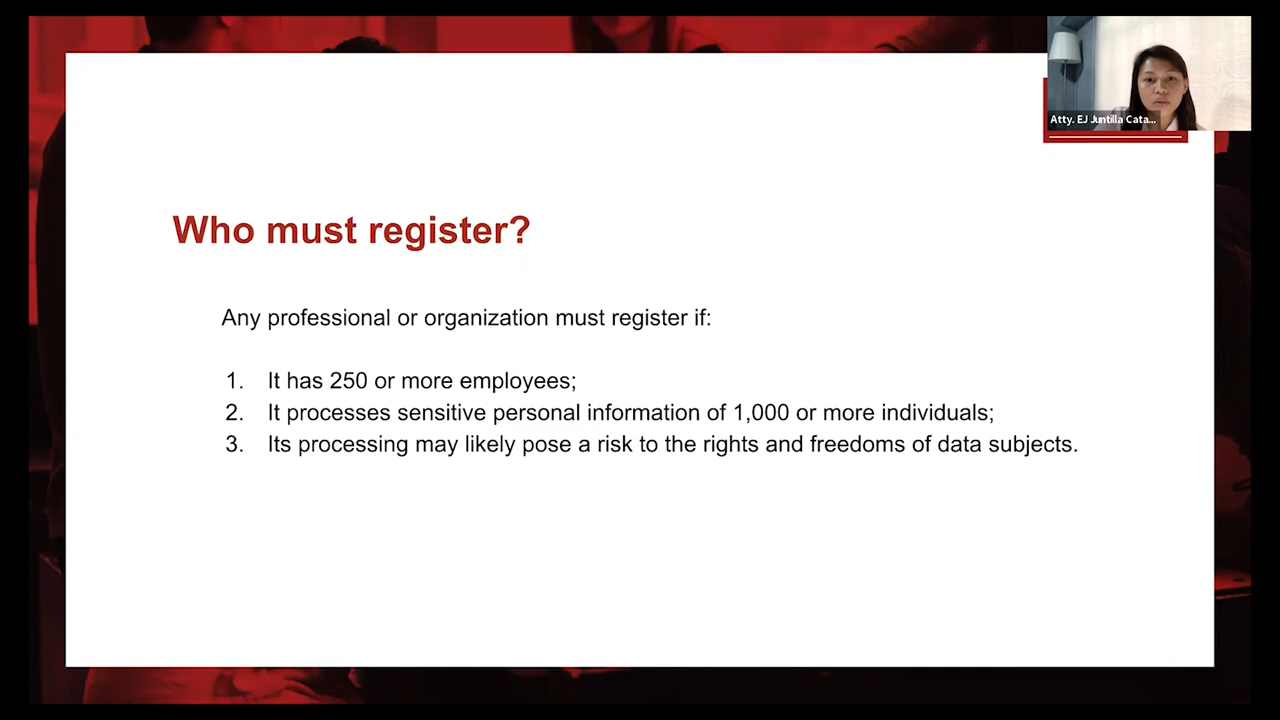 Atty. EJ Juntilla Cata...
Who must register?
Any professional or organization must register if:
1. It has 250 or more employees;
2. It processes sensitive personal information of 1,000 or more individuals;
3. Its processing may likely pose a risk to the rights and freedoms of data subjects.